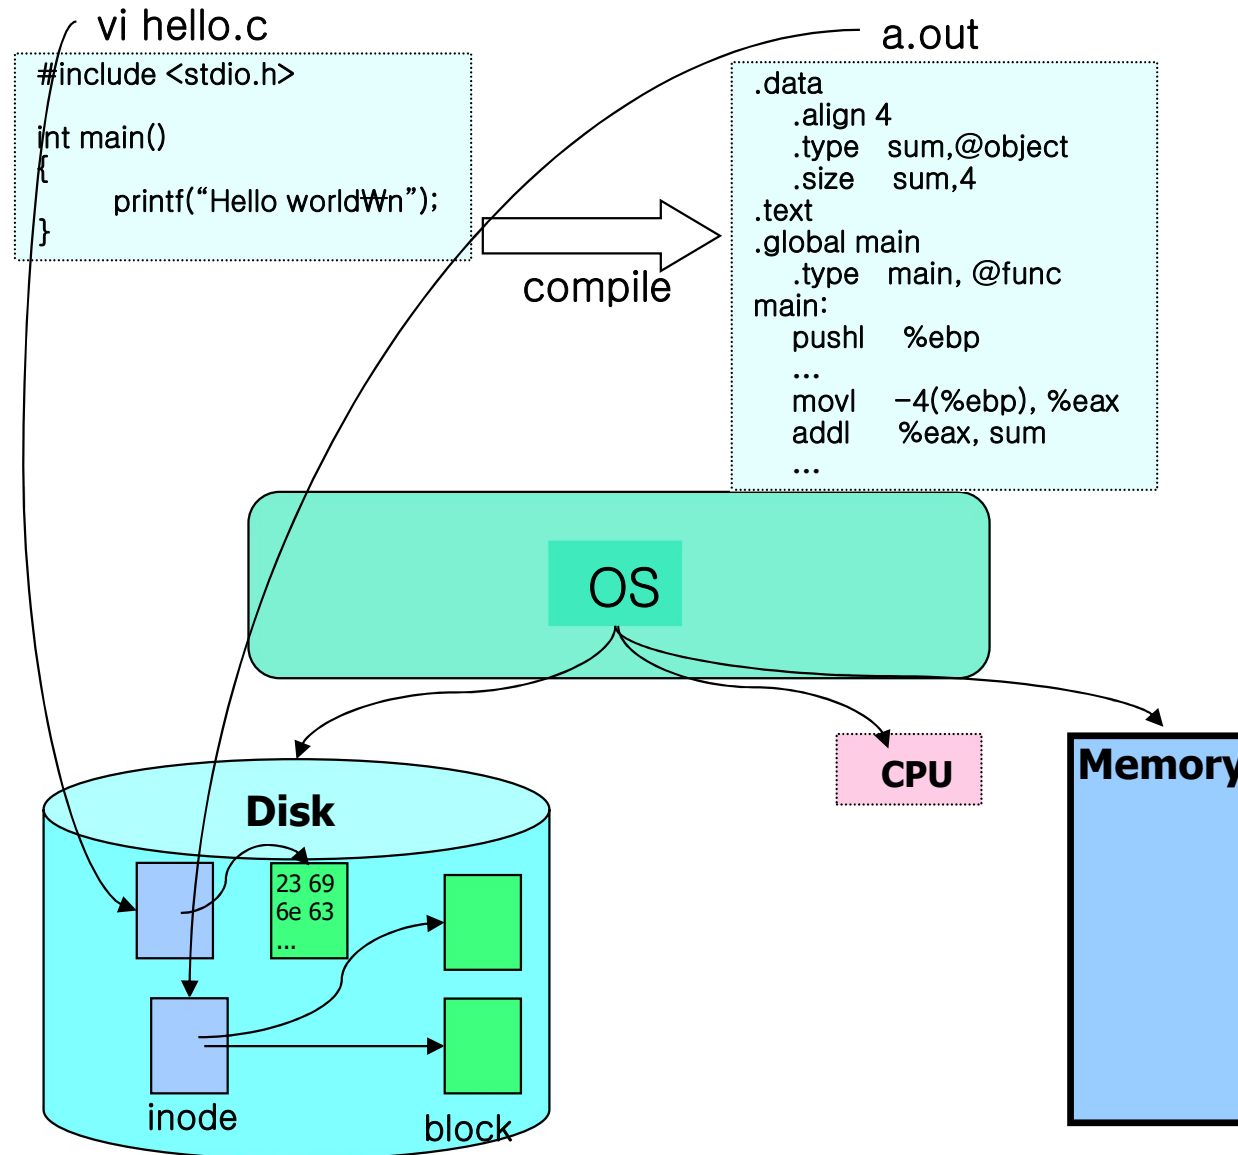 vi hello.c
#include <stdio.h>
int main()
{
printf(“Hello world₩n”);
}
compile
a.out
.data
.align 4
.type sum,@object
.size sum,4
.text
.global main
.type main, @func
main:
pushl %ebp
...
movl -4(%ebp), %eax
addl %eax, sum
...
OS
Disk
CPU
Memory
23 69
6e 63
...
inode
block